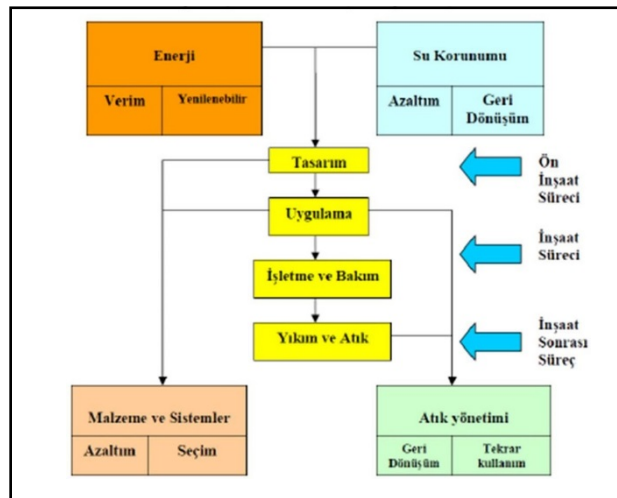 Enerji
Verim
Yenilenebilir
Su Korunumu
Azaltım
Geri
Dönüşüm
Tasarım
Ön
İnşaat
Süreci
Uygulama
İnşaat
Süreci
İşletme ve Bakım
Yıkım ve Atık
İnşaat
Sonrası
Süreç
Malzeme ve Sistemler
Azaltım
Seçim
Atık yönetimi
Geri
Dönüşüm
Tekrar
kullanım